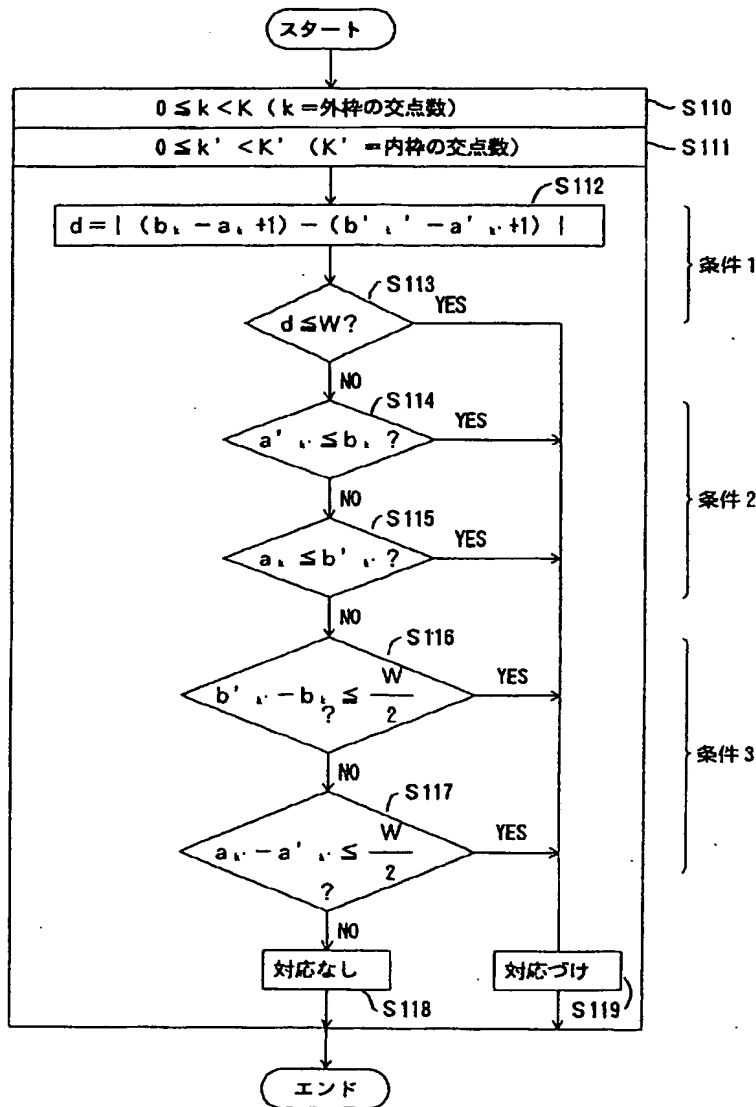 スタート
0≦k<K (k=外枠の交点数)
S110
0≦k'<K' (K'=内枠の交点数)
S111
S112
d=| (bₖ-aₖ+1)-(b'ₖ'-a'ₖ'+1) |
条件1
S113
d≦W?
YES
NO
S114
a'ₖ'≦bₖ ?
YES
条件2
NO
S115
aₖ≦b'ₖ'?
YES
NO
S116
b'ₖ'-bₖ≦W/2
?
YES
条件3
NO
S117
aₖ'-a'ₖ'≦W/2
?
YES
NO
対応なし
対応づけ
S118
S119
エンド